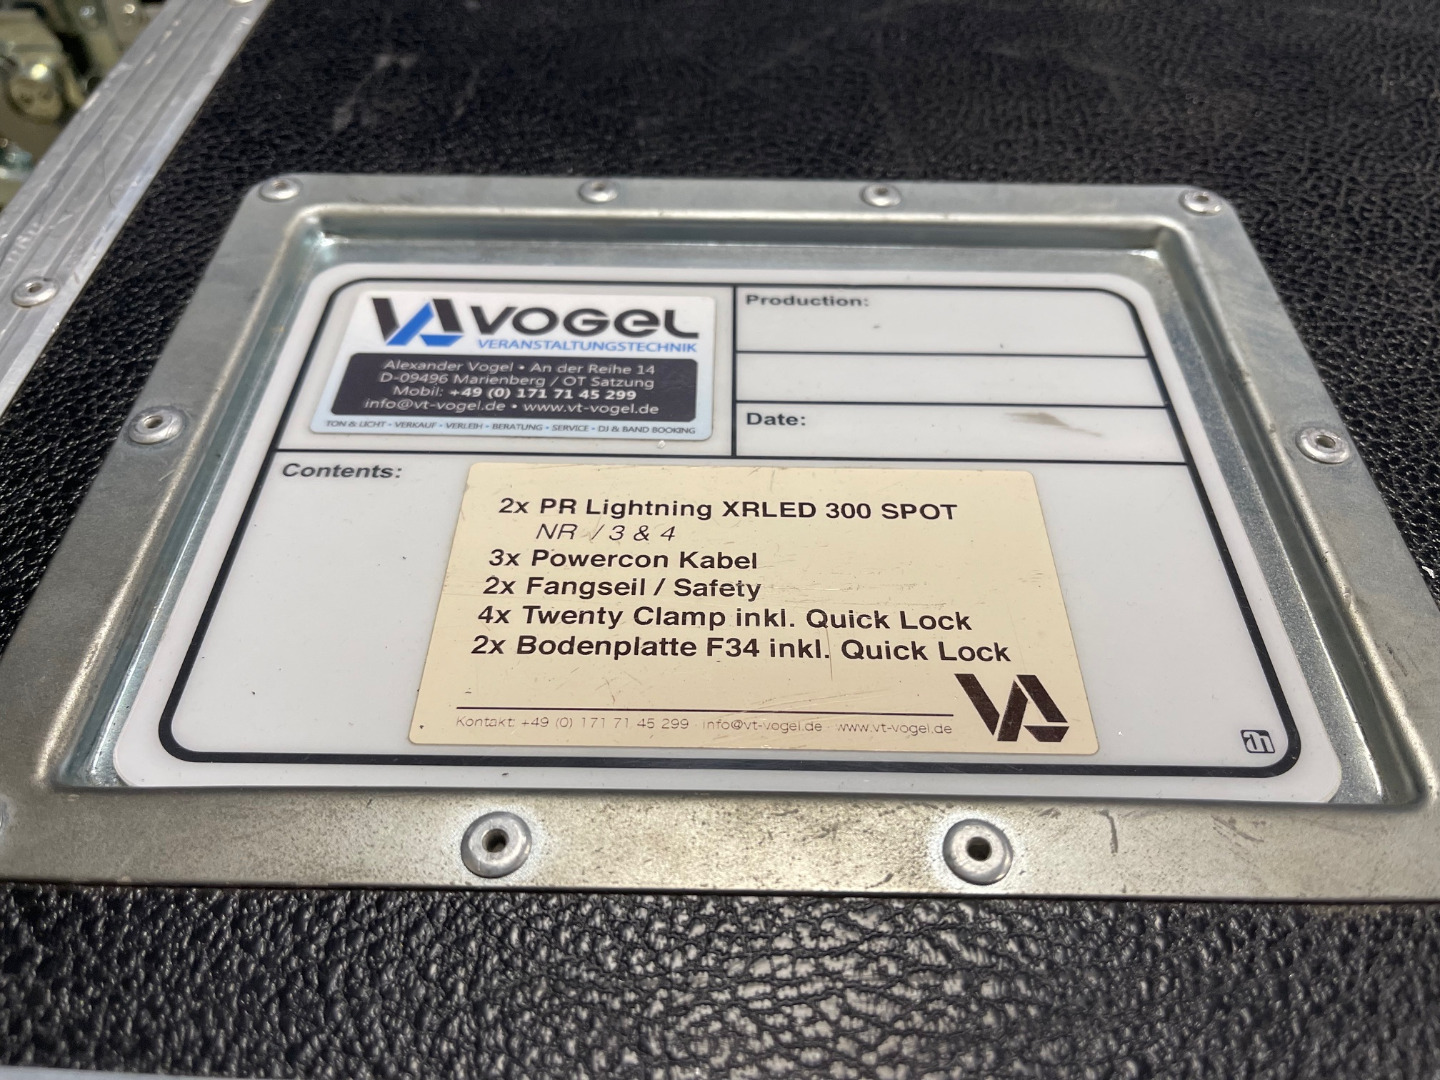 VA VOGEL
VERANSTALTUNGSTECHNIK
Alexander Vogel • An der Reihe 14
D-09496 Marienberg / OT Satzung
Mobil: +49 (0) 171 71 45 299
info@vt-vogel.de • www.vt-vogel.de
TON & LICHT - VERKAUF - VERLEIH - BERATUNG - SERVICE - DJ & BAND BOOKING
Production:
Date:
Contents:
2x PR Lightning XRLED 300 SPOT
NR / 3 & 4
3x Powercon Kabel
2x Fangseil / Safety
4x Twenty Clamp inkl. Quick Lock
2x Bodenplatte F34 inkl. Quick Lock
VA
Kontakt: +49 (0) 171 71 45 299 info@vt-vogel.de www.vt-vogel.de
ah